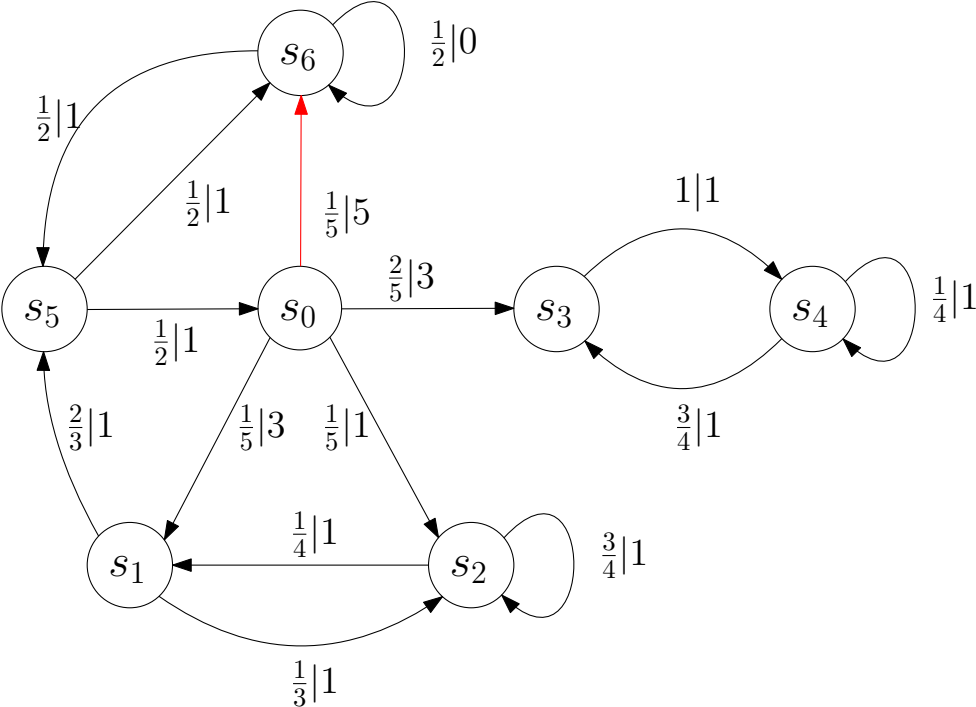 s₆
½|0
½|1
½|1
⅕|5
1|1
⅖|3
s₅
s₀
s₃
s₄
¼|1
½|1
⅔|1
⅕|3
⅕|1
¾|1
¼|1
¾|1
s₁
s₂
⅓|1